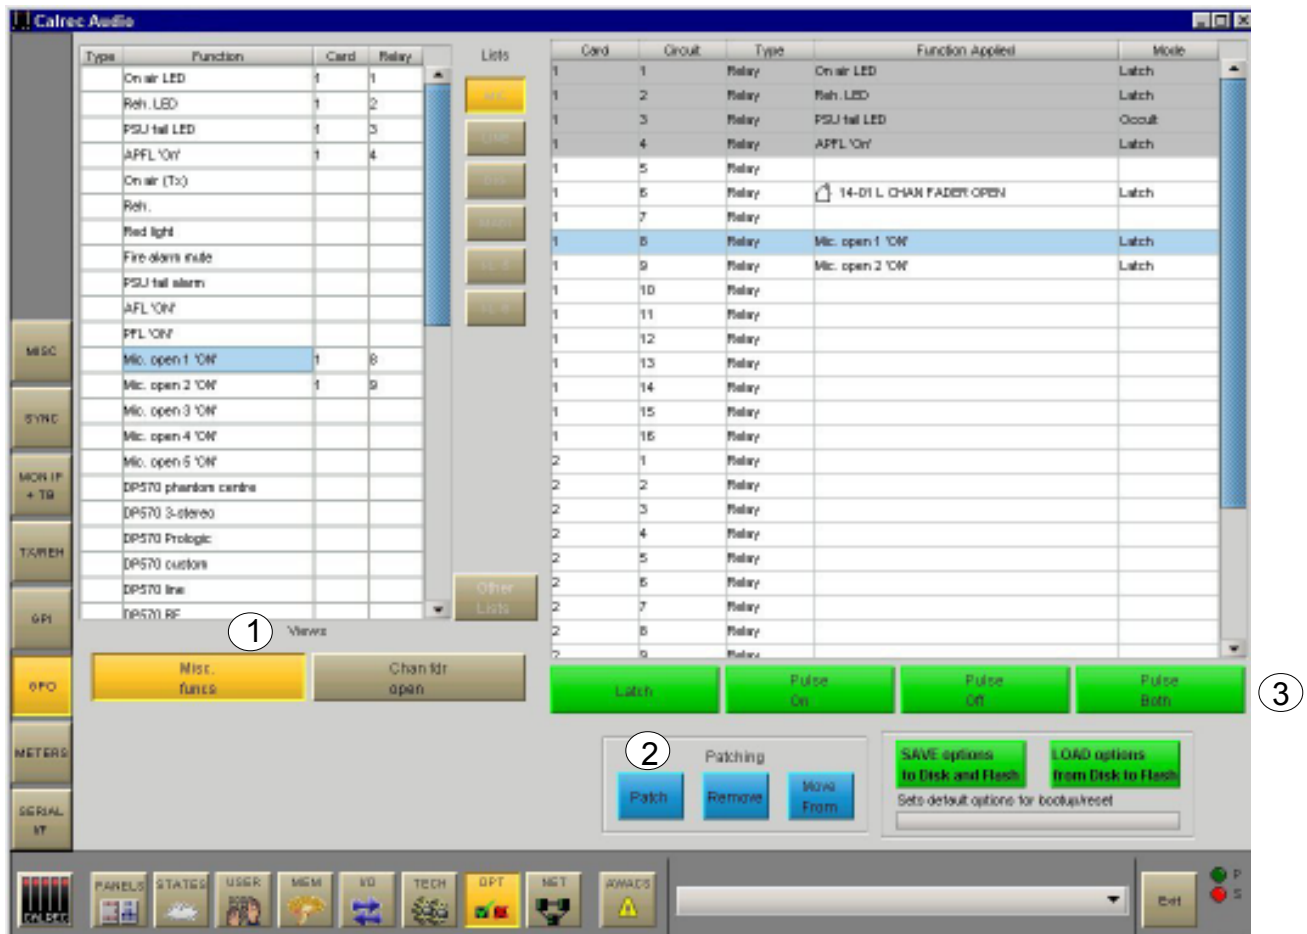 Calrec Audio
Type Function Card Relay
On air LED 1 1
Reh. LED 1 2
PSU fail LED 1 3
APFL 'On' 1 4
On air (Tx)
Reh.
Red light
Fire alarm mute
PSU fail alarm
AFL 'ON'
PFL 'ON'
Mic. open 1 'ON' 1 8
Mic. open 2 'ON' 1 9
Mic. open 3 'ON'
Mic. open 4 'ON'
Mic. open 5 'ON'
DP570 phantom centre
DP570 3-stereo
DP570 Prologic
DP570 custom
DP570 line
DP570 RF
Lists
MIC
LINE
Other
Lists
Card Circuit Type Function Applied Mode
1 1 Relay On air LED Latch
1 2 Relay Reh. LED Latch
1 3 Relay PSU fail LED Occult
1 4 Relay APFL 'On' Latch
1 5 Relay
1 6 Relay 14-01 L CHAN FADER OPEN Latch
1 7 Relay
1 8 Relay Mic. open 1 'ON' Latch
1 9 Relay Mic. open 2 'ON' Latch
1 10 Relay
1 11 Relay
1 12 Relay
1 13 Relay
1 14 Relay
1 15 Relay
1 16 Relay
2 1 Relay
2 2 Relay
2 3 Relay
2 4 Relay
2 5 Relay
2 6 Relay
2 7 Relay
2 8 Relay
2 9 Relay
MISC
SYNC
MON IP
+ TB
TX/REH
GPI
GPO
METERS
SERIAL
I/F
1
Views
Misc.
funcs
Chan fdr
open
Latch
Pulse
On
Pulse
Off
Pulse
Both
3
2
Patching
Patch
Remove
Move
From
SAVE options
to Disk and Flash
LOAD options
from Disk to Flash
Sets default options for bootup/reset
CALREC
PANELS
STATES
USER
MEM
I/O
TECH
OPT
NET
AWACS
Exit
P
S